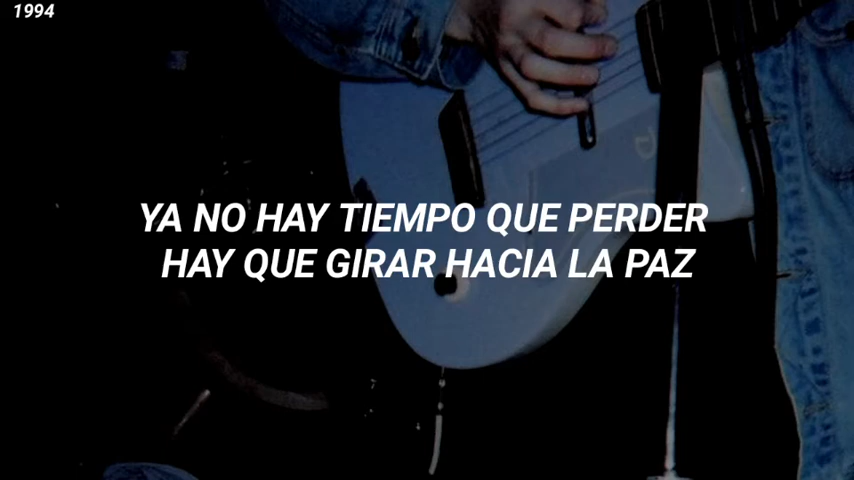 1994
YA NO HAY TIEMPO QUE PERDER
HAY QUE GIRAR HACIA LA PAZ